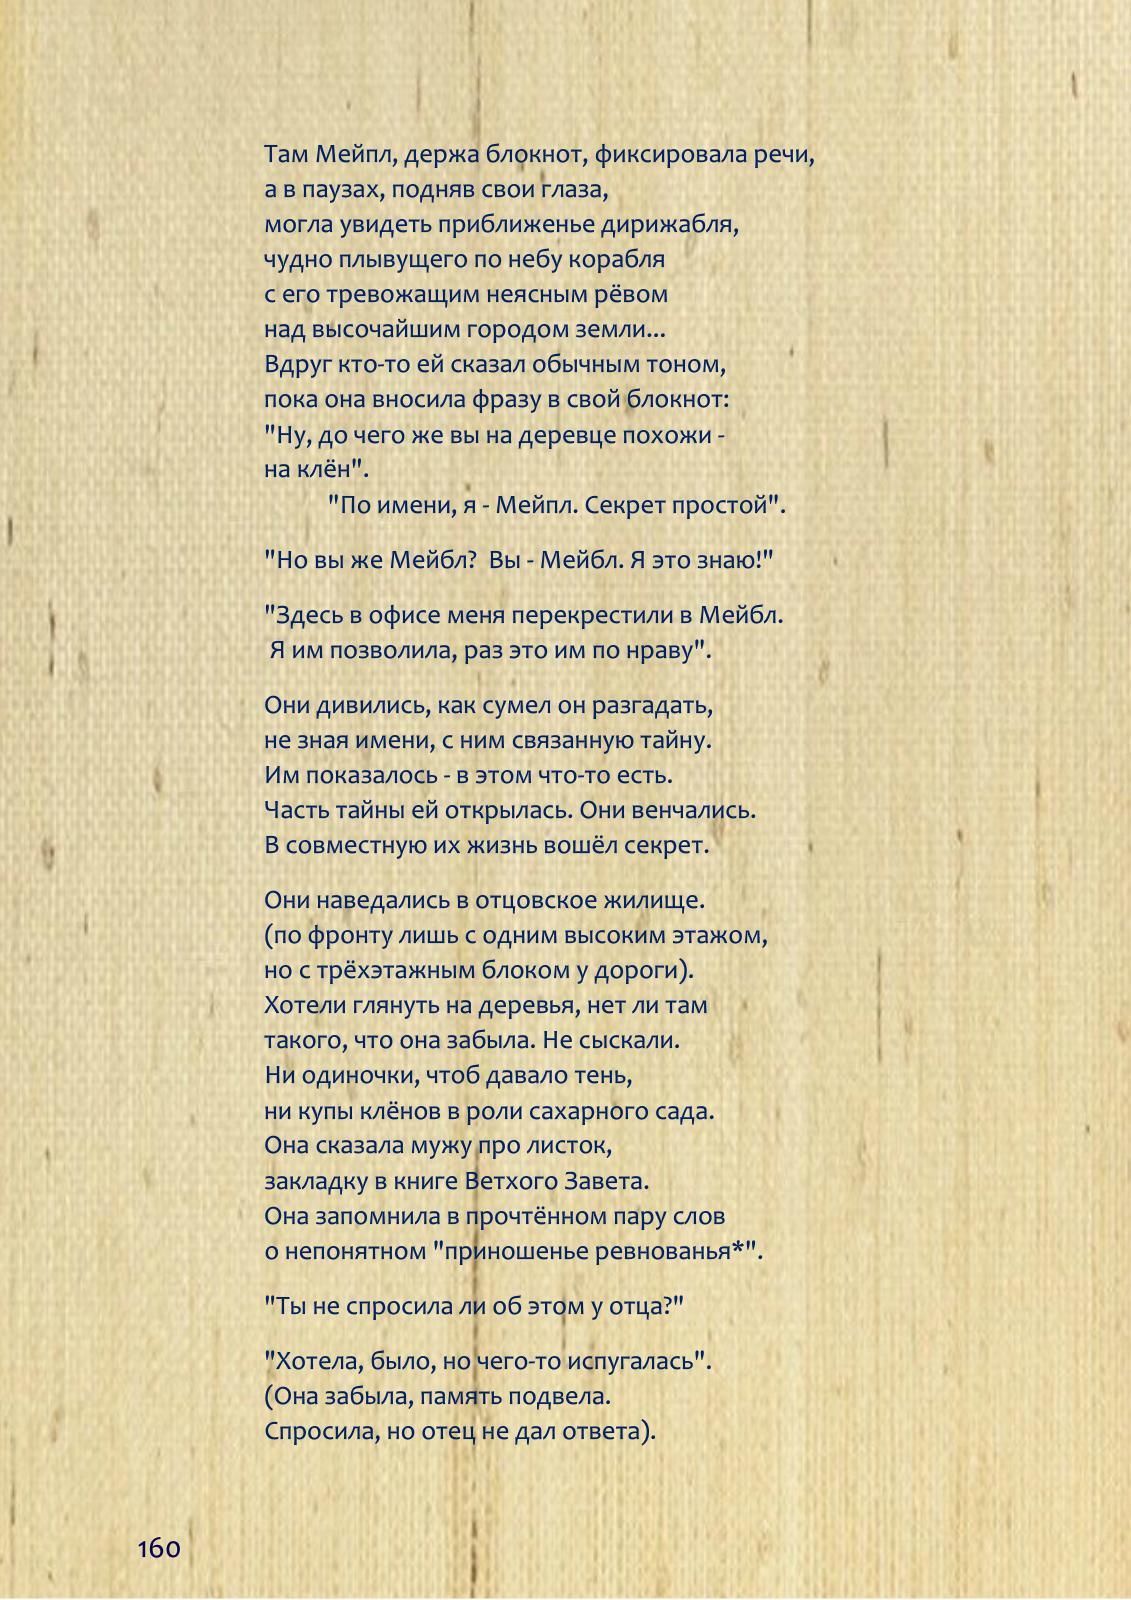 Там Мейпл, держа блокнот, фиксировала речи,
а в паузах, подняв свои глаза,
могла увидеть приближенье дирижабля,
чудно плывущего по небу корабля
с его тревожащим неясным рёвом
над высочайшим городом земли...
Вдруг кто-то ей сказал обычным тоном,
пока она вносила фразу в свой блокнот:
"Ну, до чего же вы на деревце похожи -
на клён".
"По имени, я - Мейпл. Секрет простой".
"Но вы же Мейбл?  Вы - Мейбл. Я это знаю!"
"Здесь в офисе меня перекрестили в Мейбл.
Я им позволила, раз это им по нраву".
Они дивились, как сумел он разгадать,
не зная имени, с ним связанную тайну.
Им показалось - в этом что-то есть.
Часть тайны ей открылась. Они венчались.
В совместную их жизнь вошёл секрет.
Они наведались в отцовское жилище.
(по фронту лишь с одним высоким этажом,
но с трёхэтажным блоком у дороги).
Хотели глянуть на деревья, нет ли там
такого, что она забыла. Не сыскали.
Ни одиночки, чтоб давало тень,
ни купы клёнов в роли сахарного сада.
Она сказала мужу про листок,
закладку в книге Ветхого Завета.
Она запомнила в прочтённом пару слов
о непонятном "приношенье ревнованья*".
"Ты не спросила ли об этом у отца?"
"Хотела, было, но чего-то испугалась".
(Она забыла, память подвела.
Спросила, но отец не дал ответа).
160